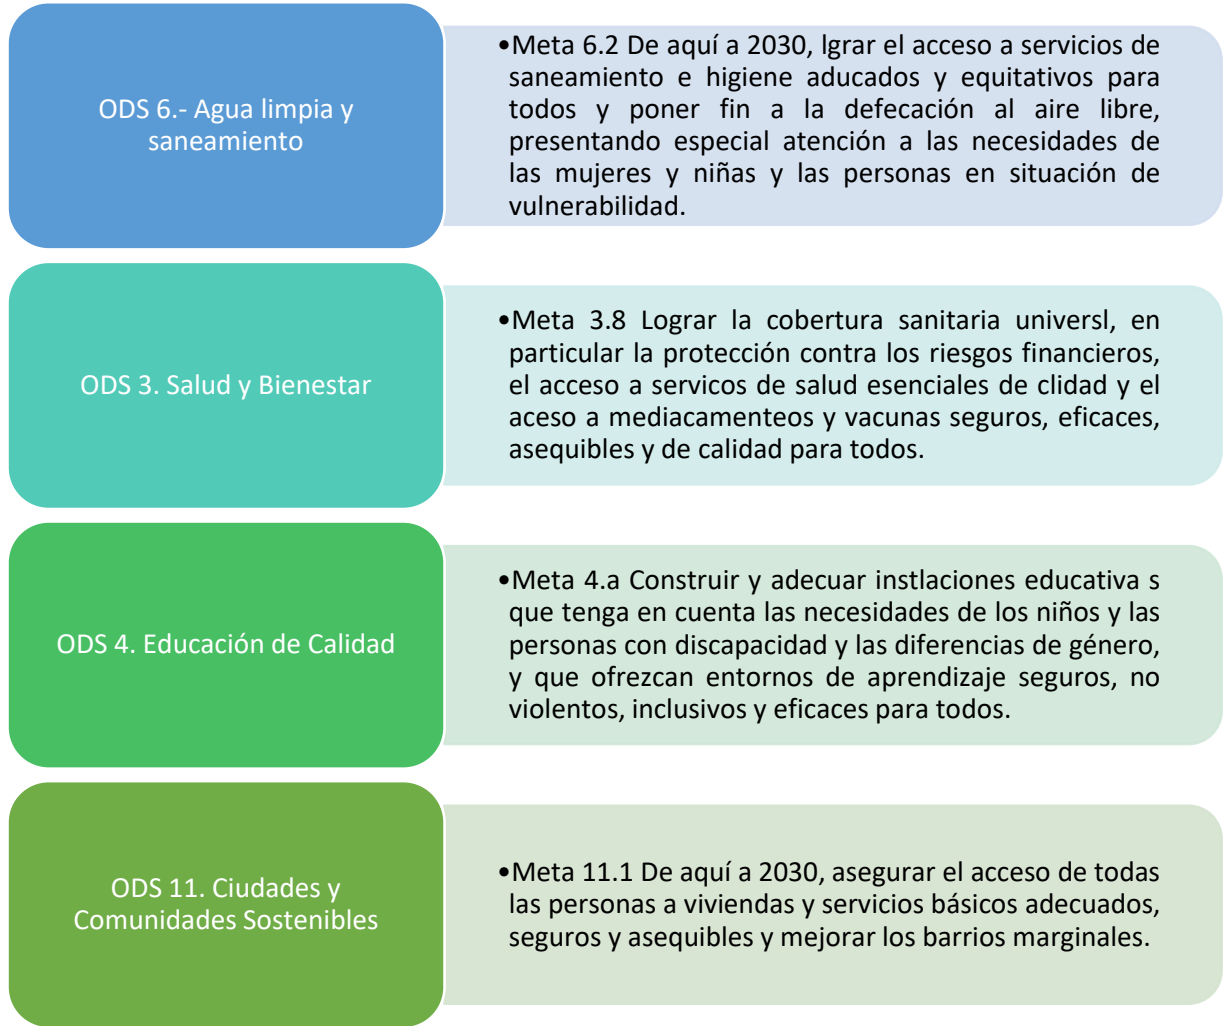 ODS 6.- Agua limpia y
saneamiento
•Meta 6.2 De aquí a 2030, lgrar el acceso a servicios de
saneamiento e higiene aducados y equitativos para
todos y poner fin a la defecación al aire libre,
presentando especial atención a las necesidades de
las mujeres y niñas y las personas en situación de
vulnerabilidad.
ODS 3. Salud y Bienestar
•Meta 3.8 Lograr la cobertura sanitaria universl, en
particular la protección contra los riesgos financieros,
el acceso a servicos de salud esenciales de clidad y el
aceso a mediacamenteos y vacunas seguros, eficaces,
asequibles y de calidad para todos.
ODS 4. Educación de Calidad
•Meta 4.a Construir y adecuar instlaciones educativa s
que tenga en cuenta las necesidades de los niños y las
personas con discapacidad y las diferencias de género,
y que ofrezcan entornos de aprendizaje seguros, no
violentos, inclusivos y eficaces para todos.
ODS 11. Ciudades y
Comunidades Sostenibles
•Meta 11.1 De aquí a 2030, asegurar el acceso de todas
las personas a viviendas y servicios básicos adecuados,
seguros y asequibles y mejorar los barrios marginales.